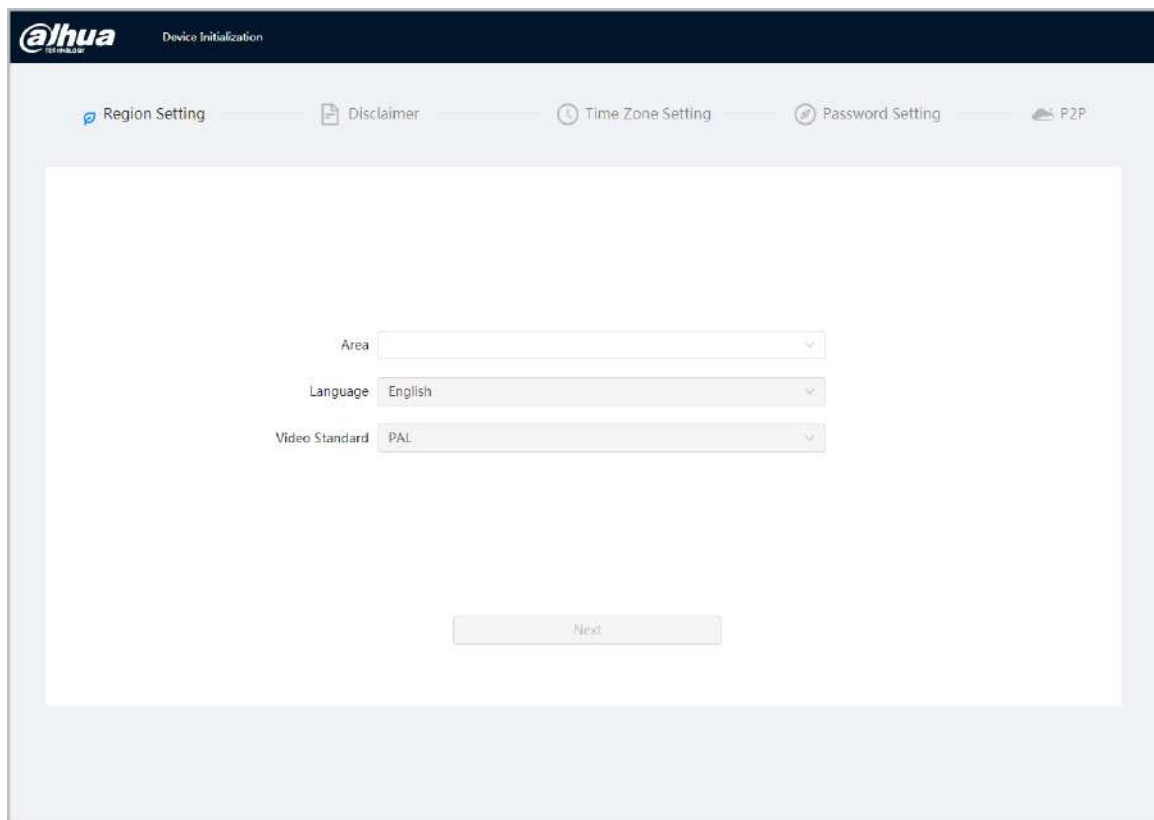 alhua
TECHNOLOGY
Device Initialization
Region Setting
Disclaimer
Time Zone Setting
Password Setting
P2P
Area
Language English
Video Standard PAL
Next